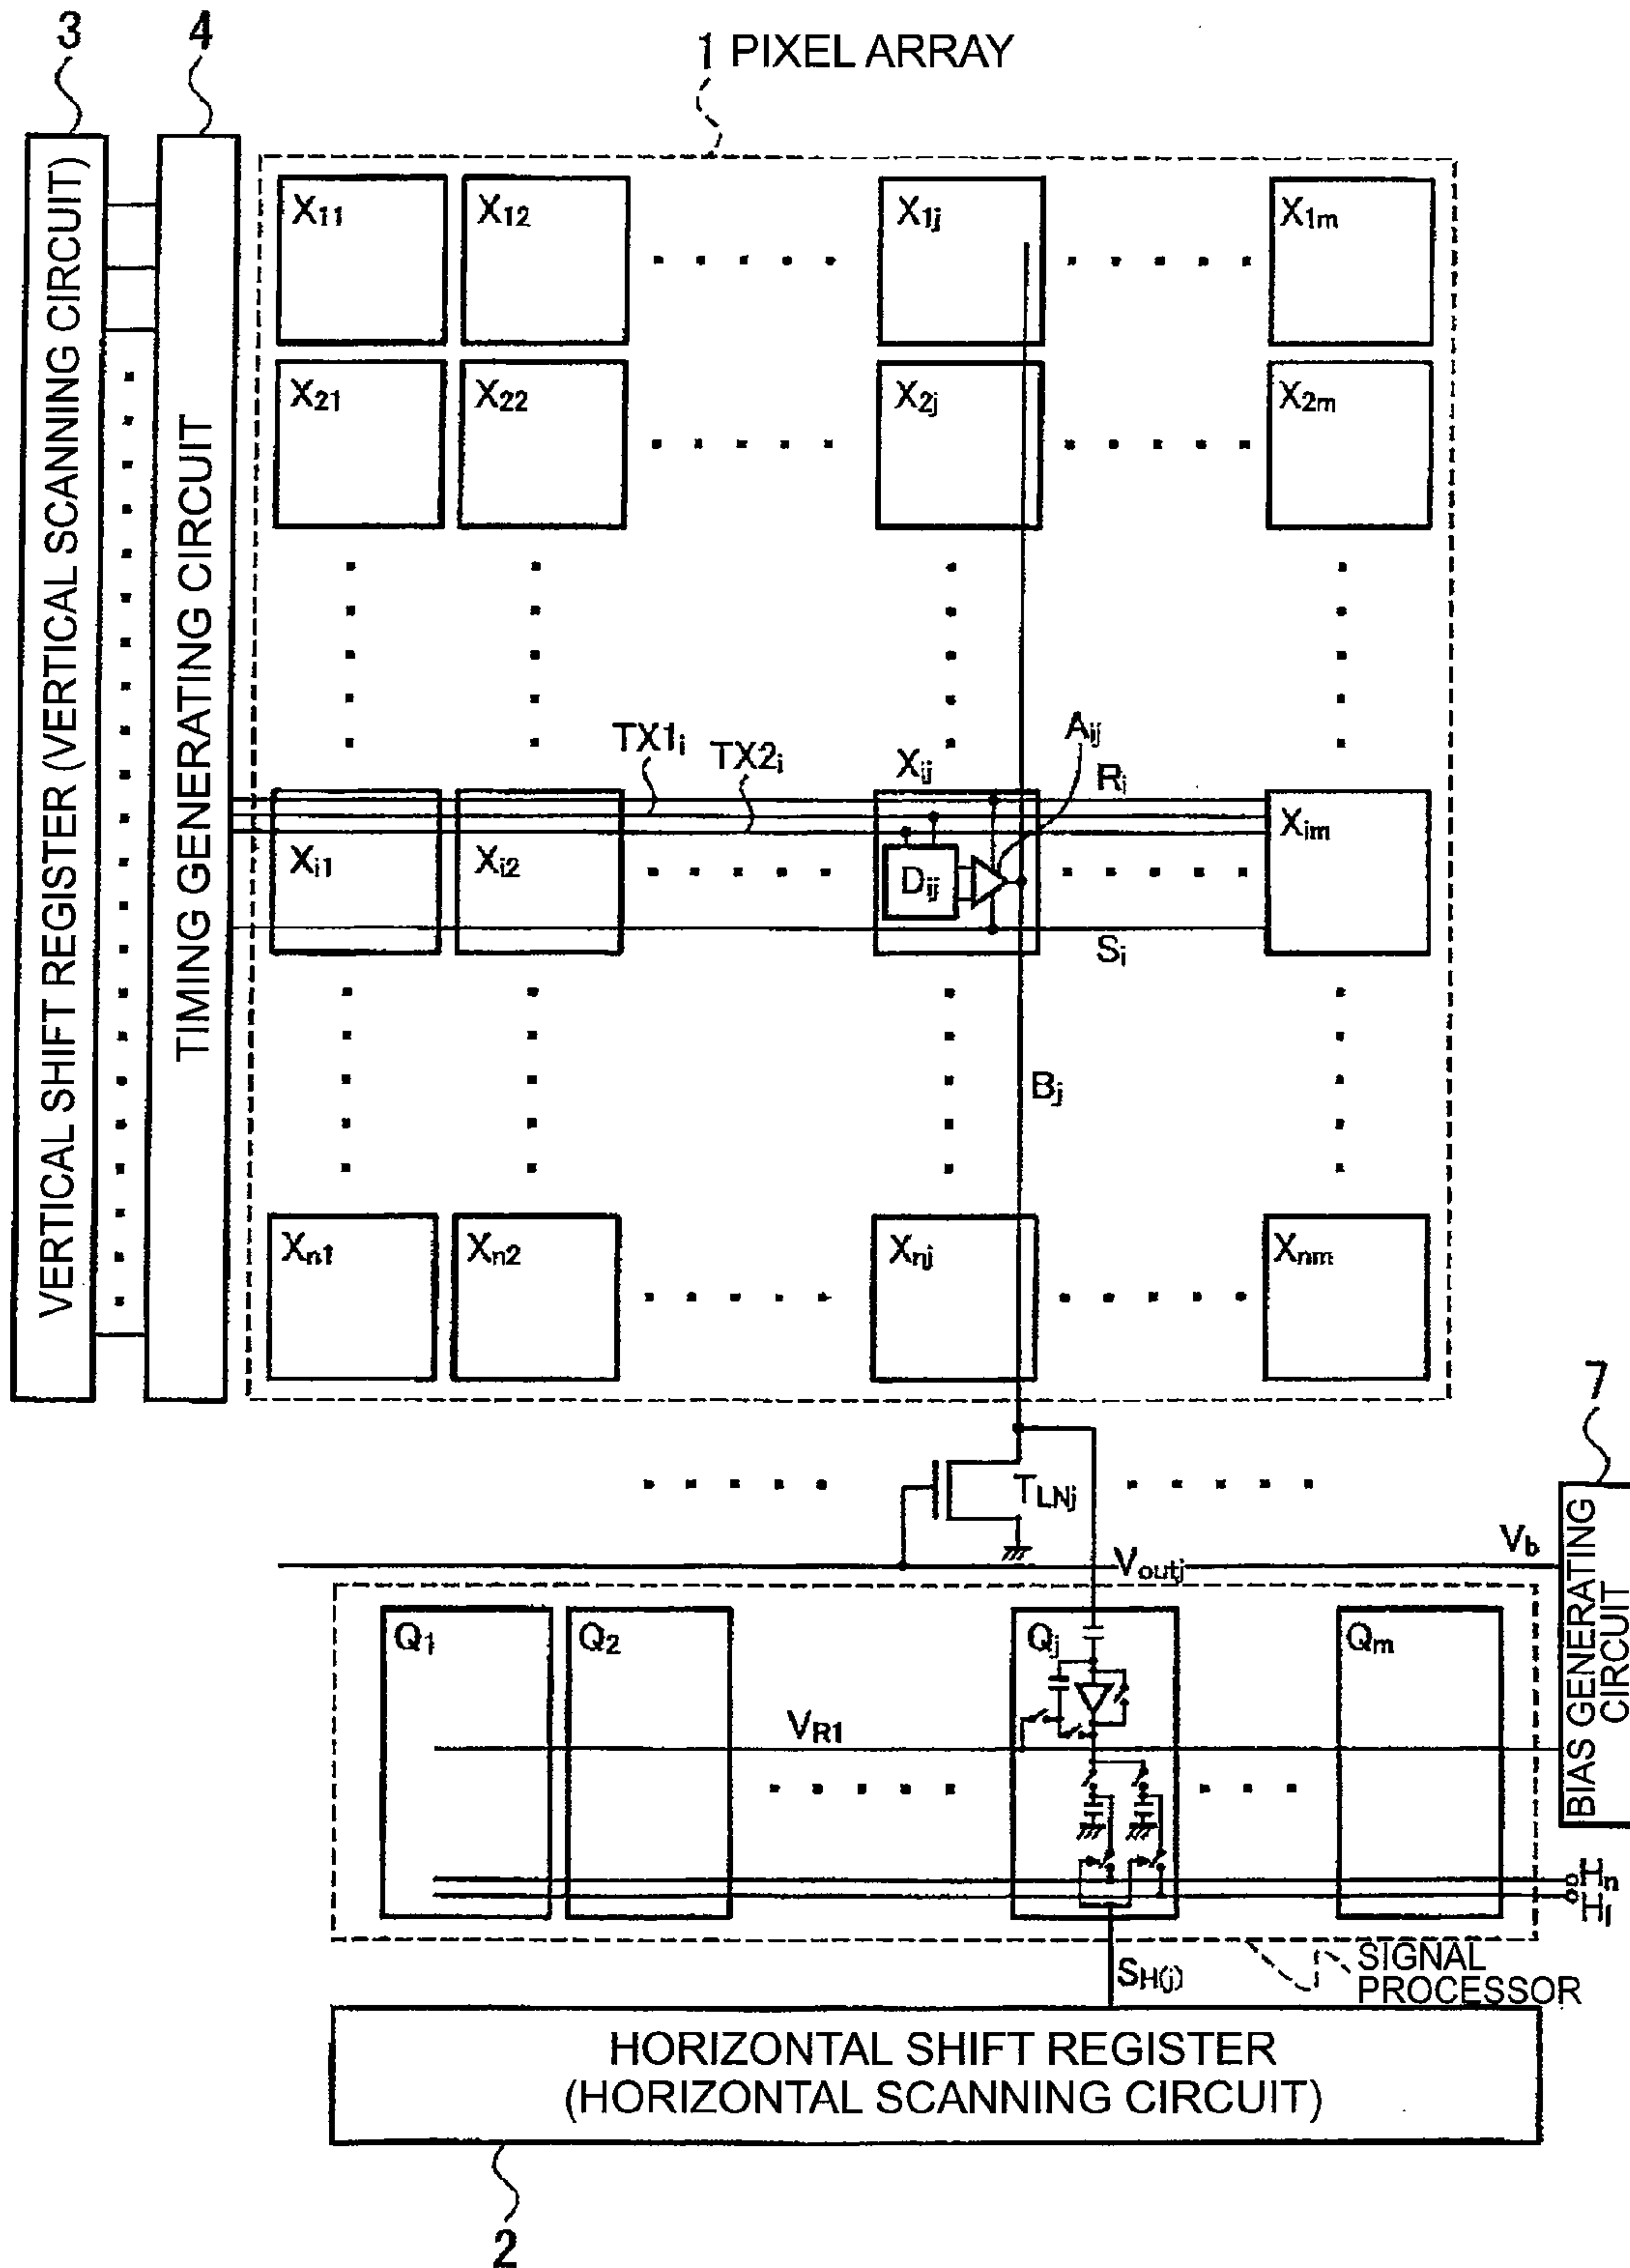 3
4
1 PIXEL ARRAY
VERTICAL SHIFT REGISTER (VERTICAL SCANNING CIRCUIT)
TIMING GENERATING CIRCUIT
X11 X12 X1j X1m
X21 X22 X2j X2m
TX1i TX2i Xij Aij Ri
Xi1 Xi2 Dij Xim
Si
Bj
Xn1 Xn2 Xnj Xnm
7
TLNj
Vb
Voutj
BIAS GENERATING
CIRCUIT
Q1 Q2 Qj Qm
VR1
Hn
Hl
SIGNAL
PROCESSOR
SH(j)
HORIZONTAL SHIFT REGISTER
(HORIZONTAL SCANNING CIRCUIT)
2